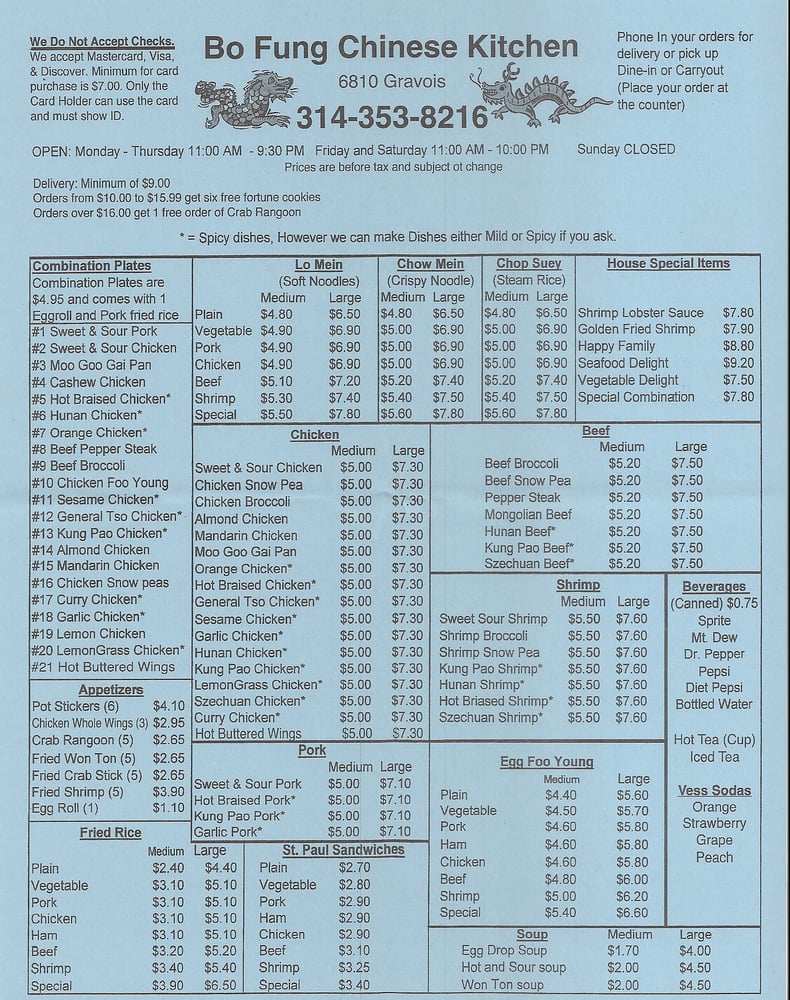 We Do Not Accept Checks.
We accept Mastercard, Visa,
& Discover. Minimum for card
purchase is $7.00. Only the
Card Holder can use the card
and must show ID.
Bo Fung Chinese Kitchen
6810 Gravois
314-353-8216
Phone In your orders for
delivery or pick up
Dine-in or Carryout
(Place your order at
the counter)
OPEN: Monday - Thursday 11:00 AM - 9:30 PM Friday and Saturday 11:00 AM - 10:00 PM Sunday CLOSED
Prices are before tax and subject ot change
Delivery: Minimum of $9.00
Orders from $10.00 to $15.99 get six free fortune cookies
Orders over $16.00 get 1 free order of Crab Rangoon
* = Spicy dishes, However we can make Dishes either Mild or Spicy if you ask.
Combination Plates
Combination Plates are
$4.95 and comes with 1
Eggroll and Pork fried rice
#1 Sweet & Sour Pork
#2 Sweet & Sour Chicken
#3 Moo Goo Gai Pan
#4 Cashew Chicken
#5 Hot Braised Chicken*
#6 Hunan Chicken*
#7 Orange Chicken*
#8 Beef Pepper Steak
#9 Beef Broccoli
#10 Chicken Foo Young
#11 Sesame Chicken*
#12 General Tso Chicken*
#13 Kung Pao Chicken*
#14 Almond Chicken
#15 Mandarin Chicken
#16 Chicken Snow peas
#17 Curry Chicken*
#18 Garlic Chicken*
#19 Lemon Chicken
#20 LemonGrass Chicken*
#21 Hot Buttered Wings
Appetizers
Pot Stickers (6) $4.10
Chicken Whole Wings (3) $2.95
Crab Rangoon (5) $2.65
Fried Won Ton (5) $2.65
Fried Crab Stick (5) $2.65
Fried Shrimp (5) $3.90
Egg Roll (1) $1.10
Fried Rice
Medium Large
Plain $2.40 $4.40
Vegetable $3.10 $5.10
Pork $3.10 $5.10
Chicken $3.10 $5.10
Ham $3.10 $5.10
Beef $3.20 $5.20
Shrimp $3.40 $5.40
Special $3.90 $6.50
Lo Mein Chow Mein Chop Suey
(Soft Noodles) (Crispy Noodle) (Steam Rice)
Medium Large Medium Large Medium Large
Plain $4.80 $6.50 $4.80 $6.50 $4.80 $6.50
Vegetable $4.90 $6.90 $5.00 $6.90 $5.00 $6.90
Pork $4.90 $6.90 $5.00 $6.90 $5.00 $6.90
Chicken $4.90 $6.90 $5.00 $6.90 $5.00 $6.90
Beef $5.10 $7.20 $5.20 $7.40 $5.20 $7.40
Shrimp $5.30 $7.40 $5.40 $7.50 $5.40 $7.50
Special $5.50 $7.80 $5.60 $7.80 $5.60 $7.80
House Special Items
Shrimp Lobster Sauce $7.80
Golden Fried Shrimp $7.90
Happy Family $8.80
Seafood Delight $9.20
Vegetable Delight $7.50
Special Combination $7.80
Chicken
Medium Large
Sweet & Sour Chicken $5.00 $7.30
Chicken Snow Pea $5.00 $7.30
Chicken Broccoli $5.00 $7.30
Almond Chicken $5.00 $7.30
Mandarin Chicken $5.00 $7.30
Moo Goo Gai Pan $5.00 $7.30
Orange Chicken* $5.00 $7.30
Hot Braised Chicken* $5.00 $7.30
General Tso Chicken* $5.00 $7.30
Sesame Chicken* $5.00 $7.30
Garlic Chicken* $5.00 $7.30
Hunan Chicken* $5.00 $7.30
Kung Pao Chicken* $5.00 $7.30
LemonGrass Chicken* $5.00 $7.30
Szechuan Chicken* $5.00 $7.30
Curry Chicken* $5.00 $7.30
Hot Buttered Wings $5.00 $7.30
Pork
Medium Large
Sweet & Sour Pork $5.00 $7.10
Hot Braised Pork* $5.00 $7.10
Kung Pao Pork* $5.00 $7.10
Garlic Pork* $5.00 $7.10
St. Paul Sandwiches
Plain $2.70
Vegetable $2.80
Pork $2.90
Ham $2.90
Chicken $2.90
Beef $3.10
Shrimp $3.25
Special $3.40
Beef
Medium Large
Beef Broccoli $5.20 $7.50
Beef Snow Pea $5.20 $7.50
Pepper Steak $5.20 $7.50
Mongolian Beef $5.20 $7.50
Hunan Beef* $5.20 $7.50
Kung Pao Beef* $5.20 $7.50
Szechuan Beef* $5.20 $7.50
Shrimp
Medium Large
Sweet Sour Shrimp $5.50 $7.60
Shrimp Broccoli $5.50 $7.60
Shrimp Snow Pea $5.50 $7.60
Kung Pao Shrimp* $5.50 $7.60
Hunan Shrimp* $5.50 $7.60
Hot Briased Shrimp* $5.50 $7.60
Szechuan Shrimp* $5.50 $7.60
Beverages
(Canned) $0.75
Sprite
Mt. Dew
Dr. Pepper
Pepsi
Diet Pepsi
Bottled Water
Hot Tea (Cup)
Iced Tea
Vess Sodas
Orange
Strawberry
Grape
Peach
Egg Foo Young
Medium Large
Plain $4.40 $5.60
Vegetable $4.50 $5.70
Pork $4.60 $5.80
Ham $4.60 $5.80
Chicken $4.60 $5.80
Beef $4.80 $6.00
Shrimp $5.00 $6.20
Special $5.40 $6.60
Soup Medium Large
Egg Drop Soup $1.70 $4.00
Hot and Sour soup $2.00 $4.50
Won Ton soup $2.00 $4.50